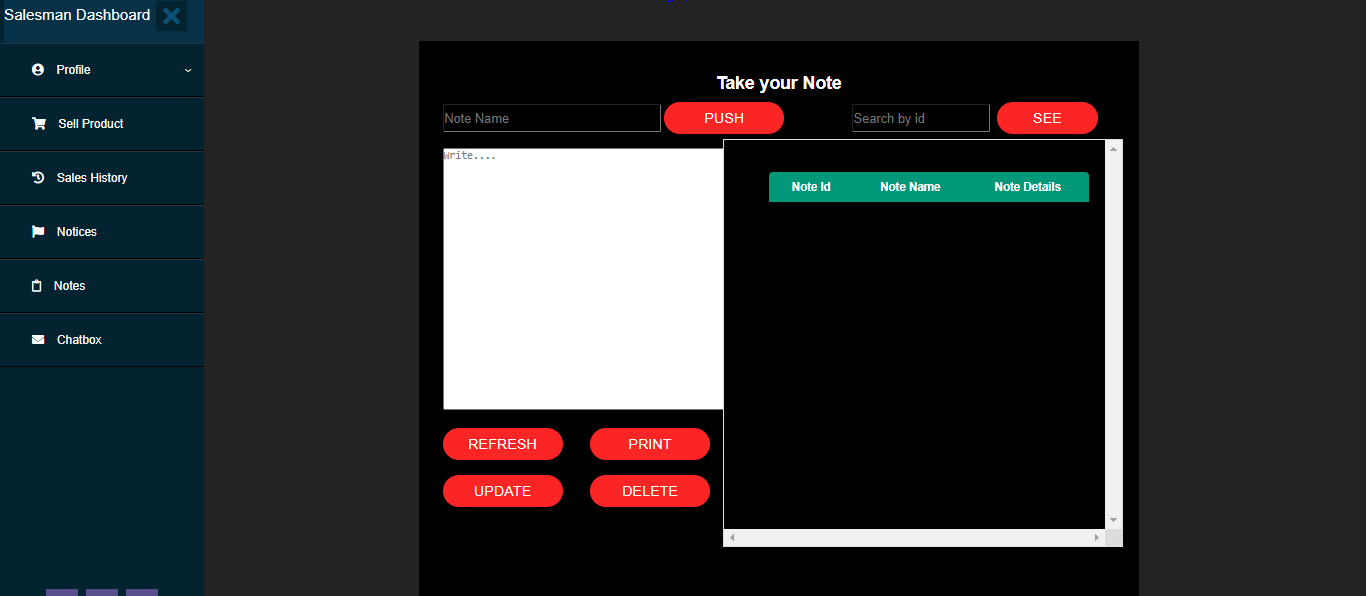 Salesman Dashboard
Profile
Sell Product
Sales History
Notices
Notes
Chatbox
Take your Note
Note Name
PUSH
Search by id
SEE
Write....
Note Id Note Name Note Details
REFRESH
PRINT
UPDATE
DELETE